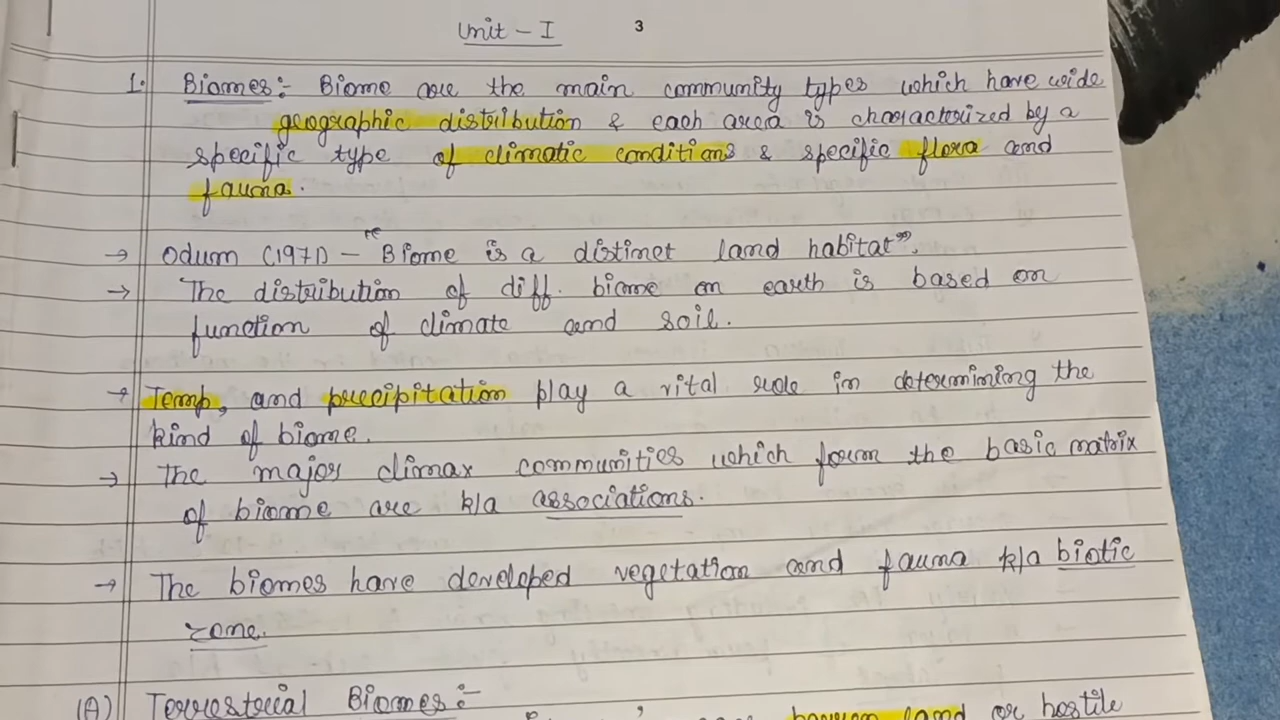 Unit - I 3
1. Biomes:- Biome are the main community types which have wide
geographic distribution & each area is characterized by a
specific type of climatic conditions & specific flora and
fauna.
→ Odum (1971) - "Biome is a distinct land habitat".
→ The distribution of diff. biome on earth is based on
function of climate and soil.
→ Temp, and precipitation play a vital role in determining the
kind of biome.
→ The major climax communities which form the basic matrix
of biome are k/a associations.
→ The biomes have developed vegetation and fauna k/a biotic
zone.
(A) Terrestrial Biomes:-
barren land or hostile